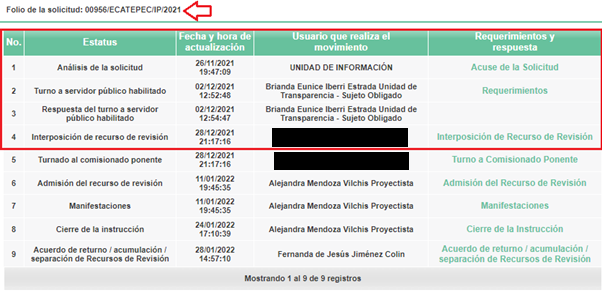 Folio de la solicitud: 00956/ECATEPEC/IP/2021
No. Estatus Fecha y hora de actualización Usuario que realiza el movimiento Requerimientos y respuesta
1 Análisis de la solicitud 26/11/2021 19:47:09 UNIDAD DE INFORMACIÓN Acuse de la Solicitud
2 Turno a servidor público habilitado 02/12/2021 12:52:48 Brianda Eunice Iberri Estrada Unidad de Transparencia - Sujeto Obligado Requerimientos
3 Respuesta del turno a servidor público habilitado 02/12/2021 12:54:47 Brianda Eunice Iberri Estrada Unidad de Transparencia - Sujeto Obligado
4 Interposición de recurso de revisión 28/12/2021 21:17:16 Interposición de Recurso de Revisión
5 Turnado al comisionado ponente 28/12/2021 21:17:16 Turno a Comisionado Ponente
6 Admisión del recurso de revisión 11/01/2022 19:45:35 Alejandra Mendoza Vilchis Proyectista Admisión del Recurso de Revisión
7 Manifestaciones 11/01/2022 19:45:35 Alejandra Mendoza Vilchis Proyectista Manifestaciones
8 Cierre de la instrucción 24/01/2022 17:10:39 Alejandra Mendoza Vilchis Proyectista Cierre de la Instrucción
9 Acuerdo de returno / acumulación / separación de Recursos de Revisión 28/01/2022 14:57:10 Fernanda de Jesús Jiménez Colin Acuerdo de returno / acumulación / separación de Recursos de Revisión
Mostrando 1 al 9 de 9 registros